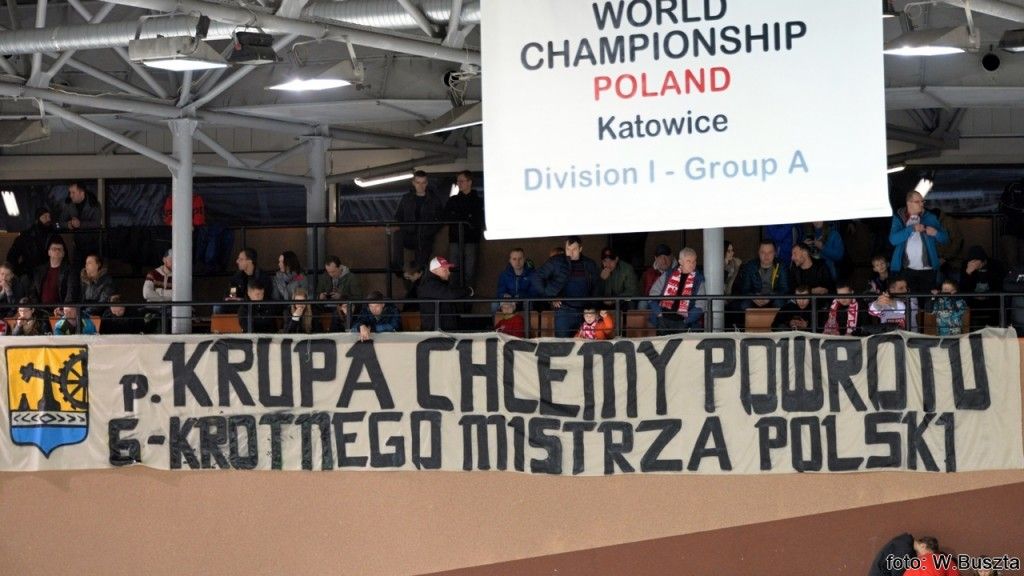 WORLD
CHAMPIONSHIP
POLAND
Katowice
Division I - Group A
p. KRUPA CHCEMY POWROTU
6-KROTNEGO MISTRZA POLSKI
foto: W.Buszta